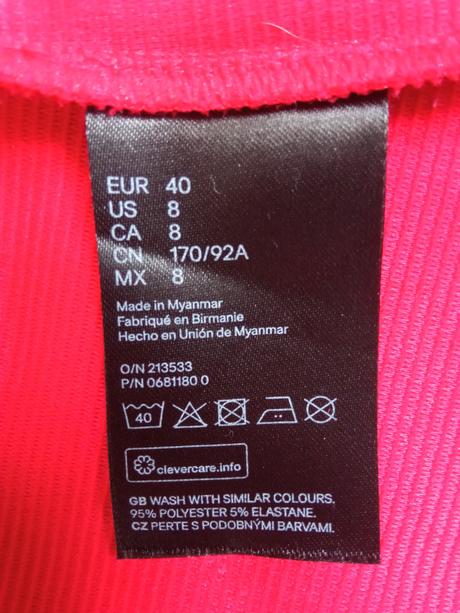 EUR 40
US 8
CA 8
CN 170/92A
MX 8
Made in Myanmar
Fabriqué en Birmanie
Hecho en Unión de Myanmar
O/N 213533
P/N 0681180 0
40
clevercare.info
GB WASH WITH SIMILAR COLOURS.
95% POLYESTER 5% ELASTANE.
CZ PERTE S PODOBNÝMI BARVAMI.